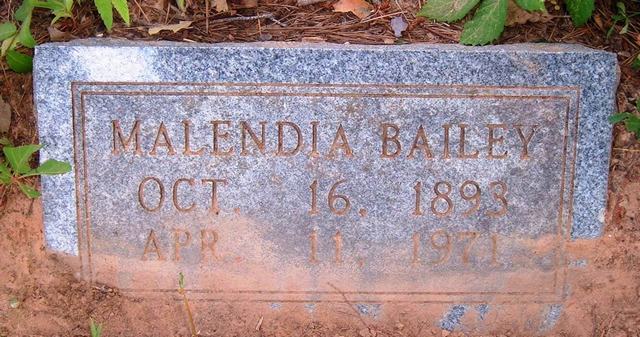 MALENDIA BAILEY
OCT. 16, 1893
APR. 11, 1971